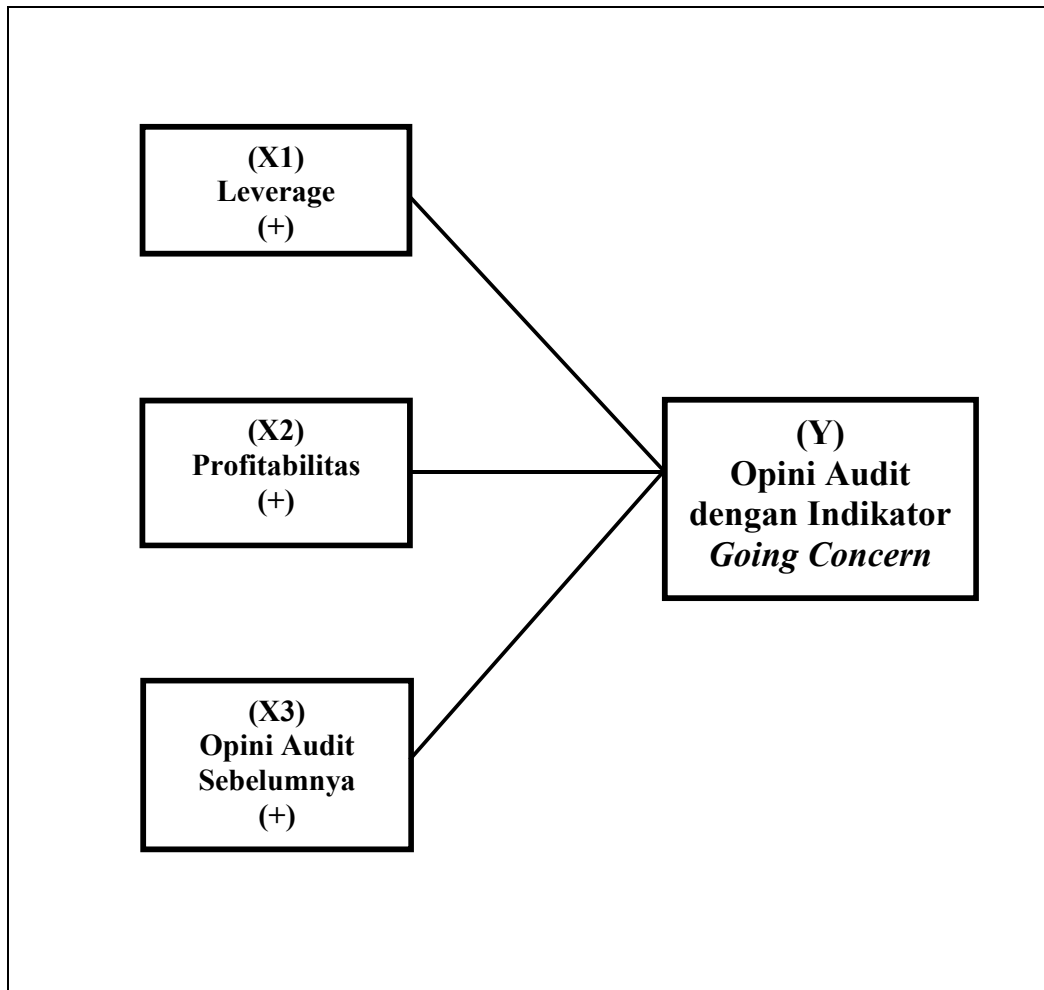 (X1)
Leverage
(+)
(X2)
Profitabilitas
(+)
(X3)
Opini Audit
Sebelumnya
(+)
(Y)
Opini Audit
dengan Indikator
Going Concern